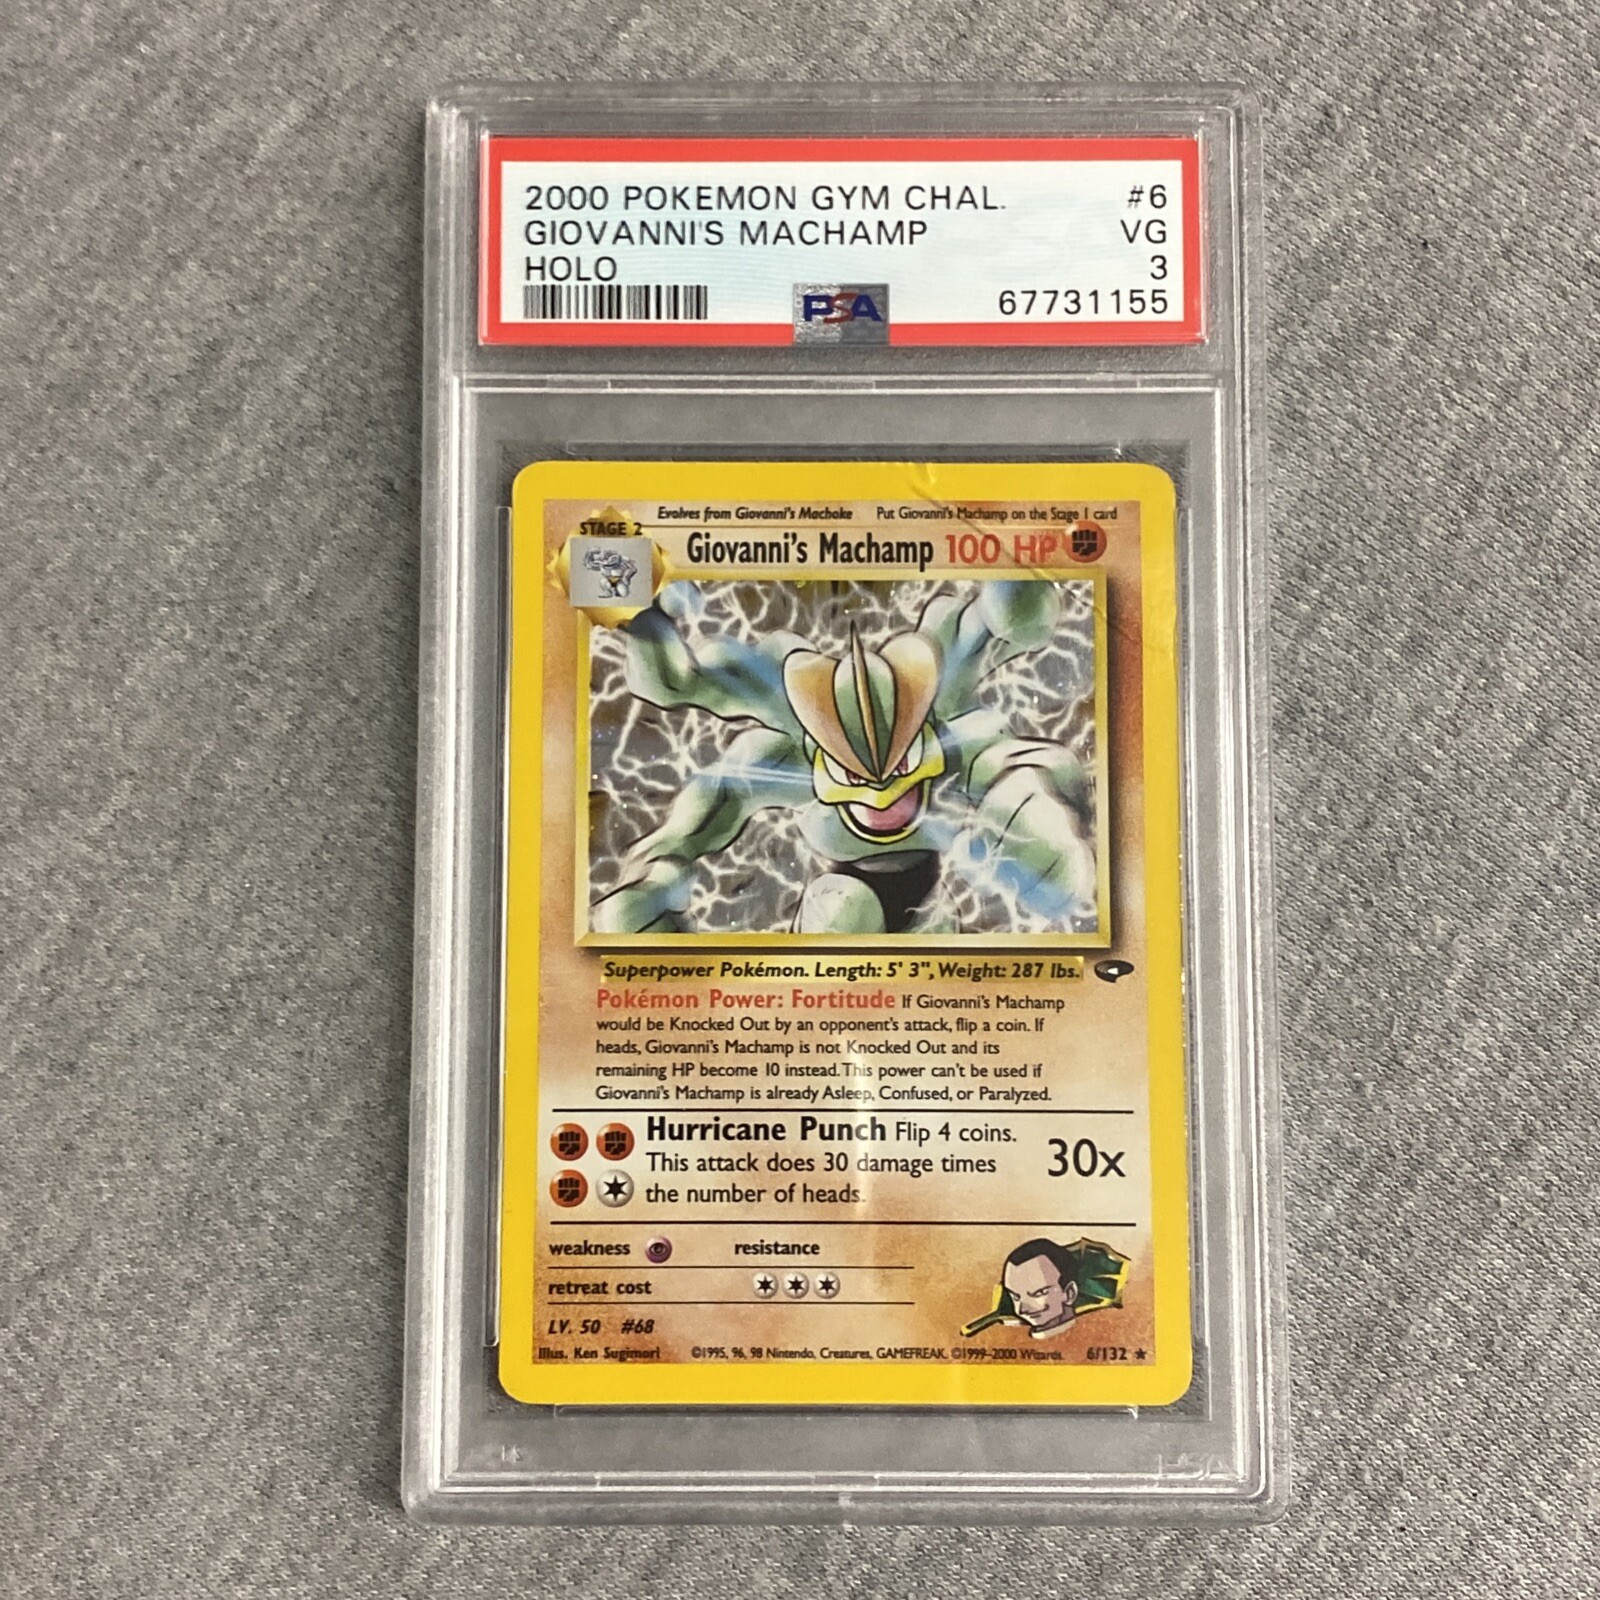 2000 POKEMON GYM CHAL. #6
GIOVANNI'S MACHAMP VG
HOLO 3
PSA 67731155
Evolves from Giovanni's Machoke Put Giovanni's Machamp on the Stage 1 card
STAGE 2
Giovanni's Machamp 100 HP
Superpower Pokémon. Length: 5' 3", Weight: 287 lbs.
Pokémon Power: Fortitude If Giovanni's Machamp
would be Knocked Out by an opponent's attack, flip a coin. If
heads, Giovanni's Machamp is not Knocked Out and its
remaining HP become 10 instead. This power can't be used if
Giovanni's Machamp is already Asleep, Confused, or Paralyzed.
Hurricane Punch Flip 4 coins.
This attack does 30 damage times 30x
the number of heads.
weakness resistance
retreat cost
LV. 50 #68
Illus. Ken Sugimori ©1995, 96, 98 Nintendo, Creatures, GAMEFREAK. ©1999–2000 Wizards. 6/132 ★